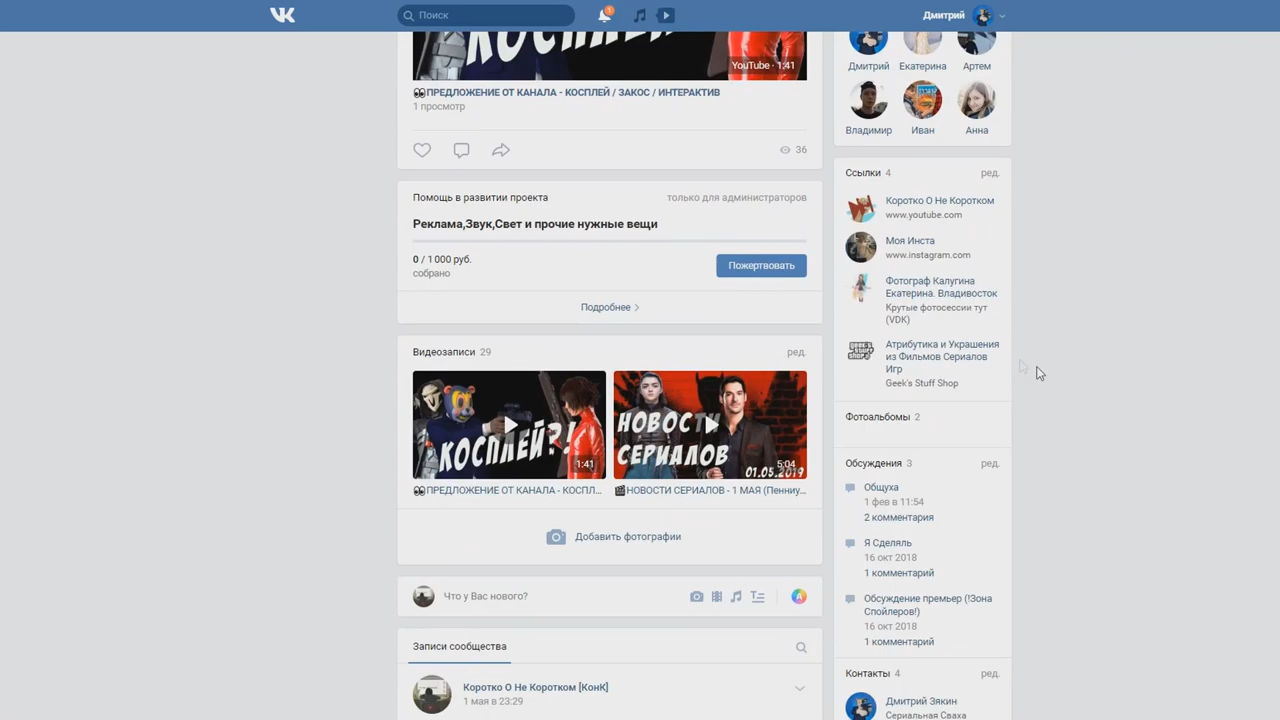 Поиск
1
Дмитрий
КОСПЛЕЙ
YouTube · 1:41
👀ПРЕДЛОЖЕНИЕ ОТ КАНАЛА - КОСПЛЕЙ / ЗАКОС / ИНТЕРАКТИВ
1 просмотр
36
Помощь в развитии проекта
только для администраторов
Реклама,Звук,Свет и прочие нужные вещи
0 / 1 000 руб.
собрано
Пожертвовать
Подробнее
Видеозаписи 29
ред.
КОСПЛЕЙ?!
1:41
НОВОСТИ
СЕРИАЛОВ
5:04
01.05.2019
👀ПРЕДЛОЖЕНИЕ ОТ КАНАЛА - КОСПЛ...
🎬НОВОСТИ СЕРИАЛОВ - 1 МАЯ (Пенниу...
Добавить фотографии
Что у Вас нового?
Записи сообщества
Коротко О Не Коротком [КонК]
1 мая в 23:29
Дмитрий
Екатерина
Артем
Владимир
Иван
Анна
Ссылки 4
ред.
Коротко О Не Коротком
www.youtube.com
Моя Инста
www.instagram.com
Фотограф Калугина
Екатерина. Владивосток
Крутые фотосессии тут
(VDK)
GEEK'S
STUFF
SHOP
Атрибутика и Украшения
из Фильмов Сериалов
Игр
Geek's Stuff Shop
Фотоальбомы 2
Обсуждения 3
ред.
Общуха
1 фев в 11:54
2 комментария
Я Сделяль
16 окт 2018
1 комментарий
Обсуждение премьер (!Зона
Спойлеров!)
16 окт 2018
1 комментарий
Контакты 4
ред.
Дмитрий Зякин
Сериальная Сваха